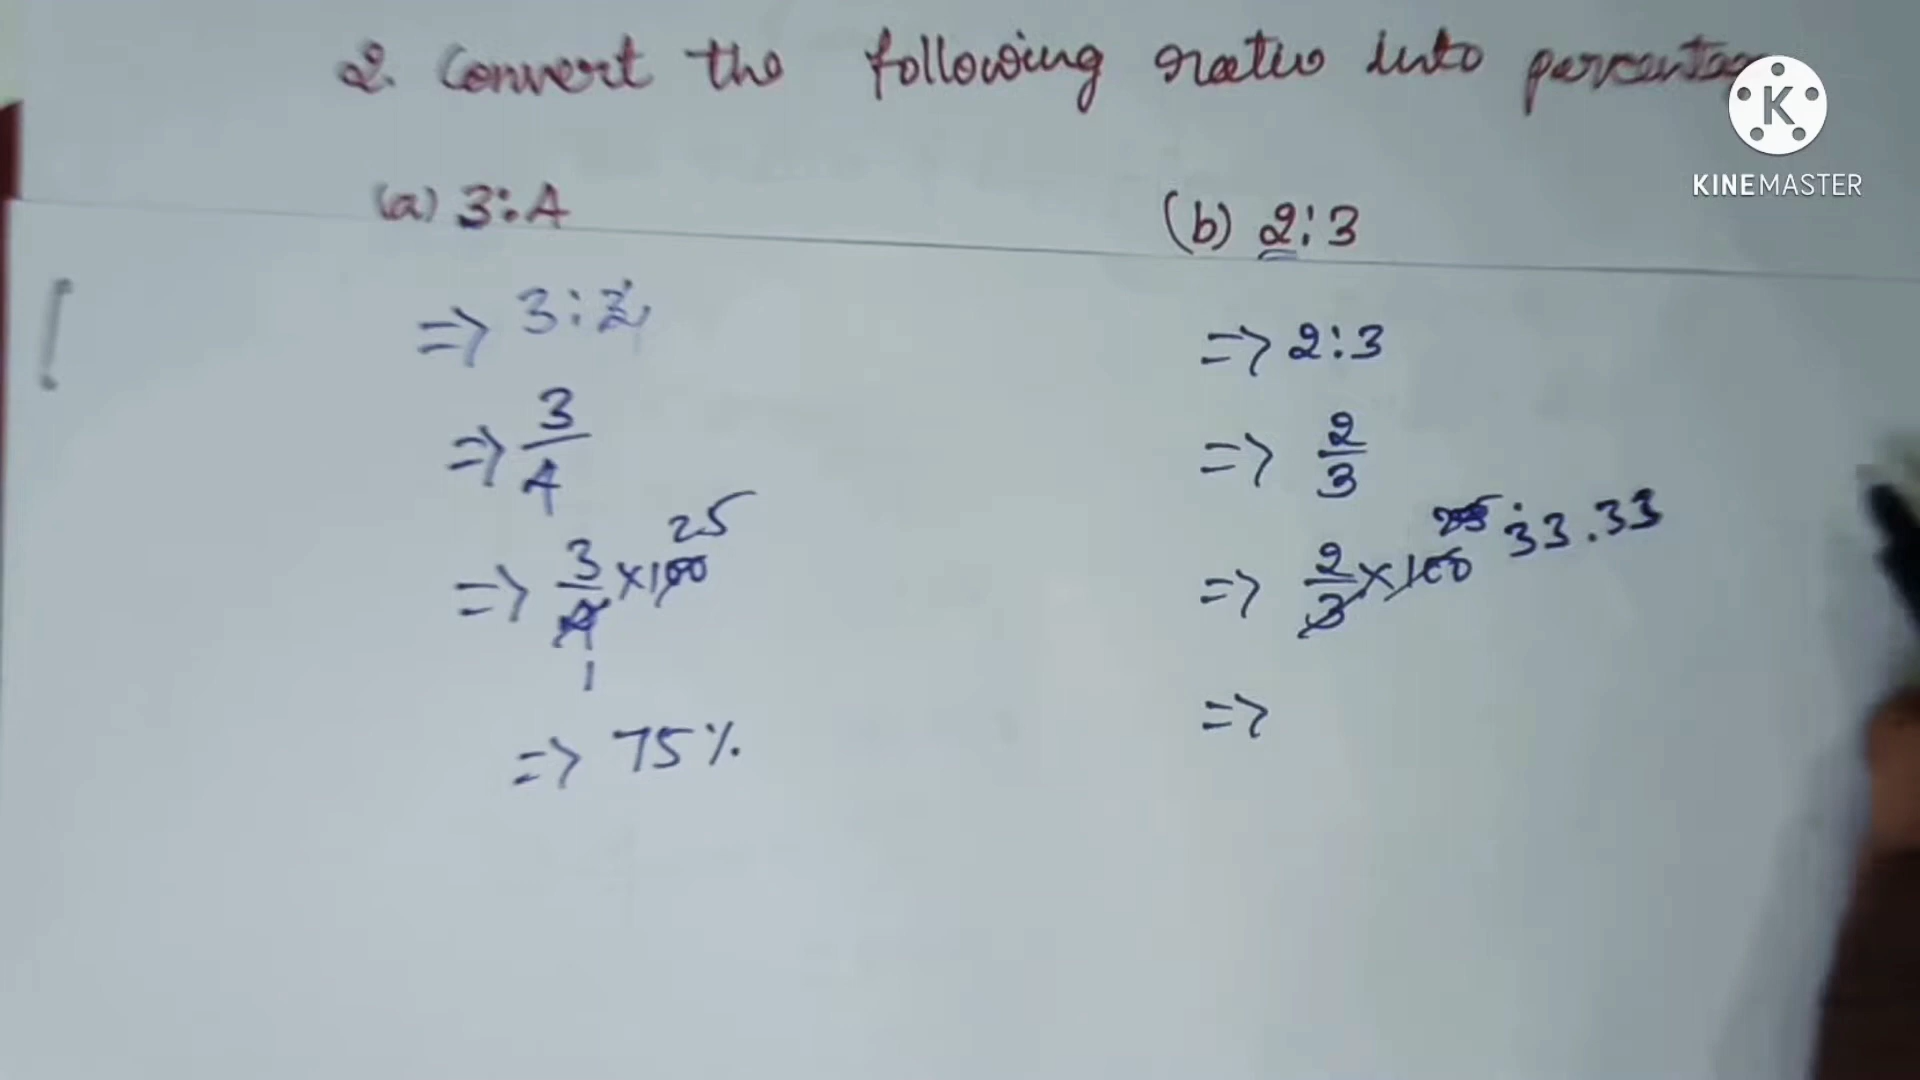 2. Convert the following ratio into percentage
KINEMASTER
(a) 3:4
(b) 2:3
=> 3:4
=> 3/4
=> 3/4 ×100 25
1
=> 75%
=> 2:3
=> 2/3
=> 2/3 ×100 33.33
=>